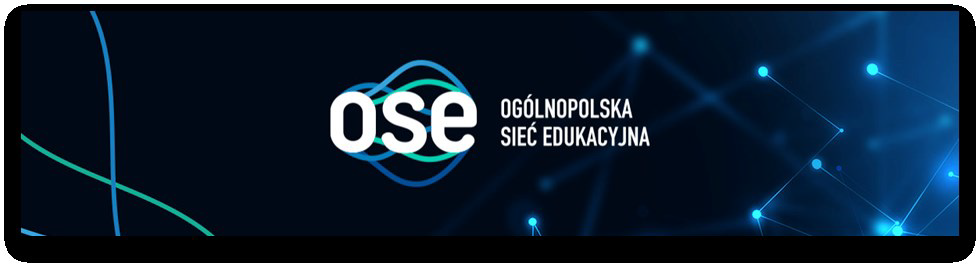 ose
OGÓLNOPOLSKA
SIEĆ EDUKACYJNA